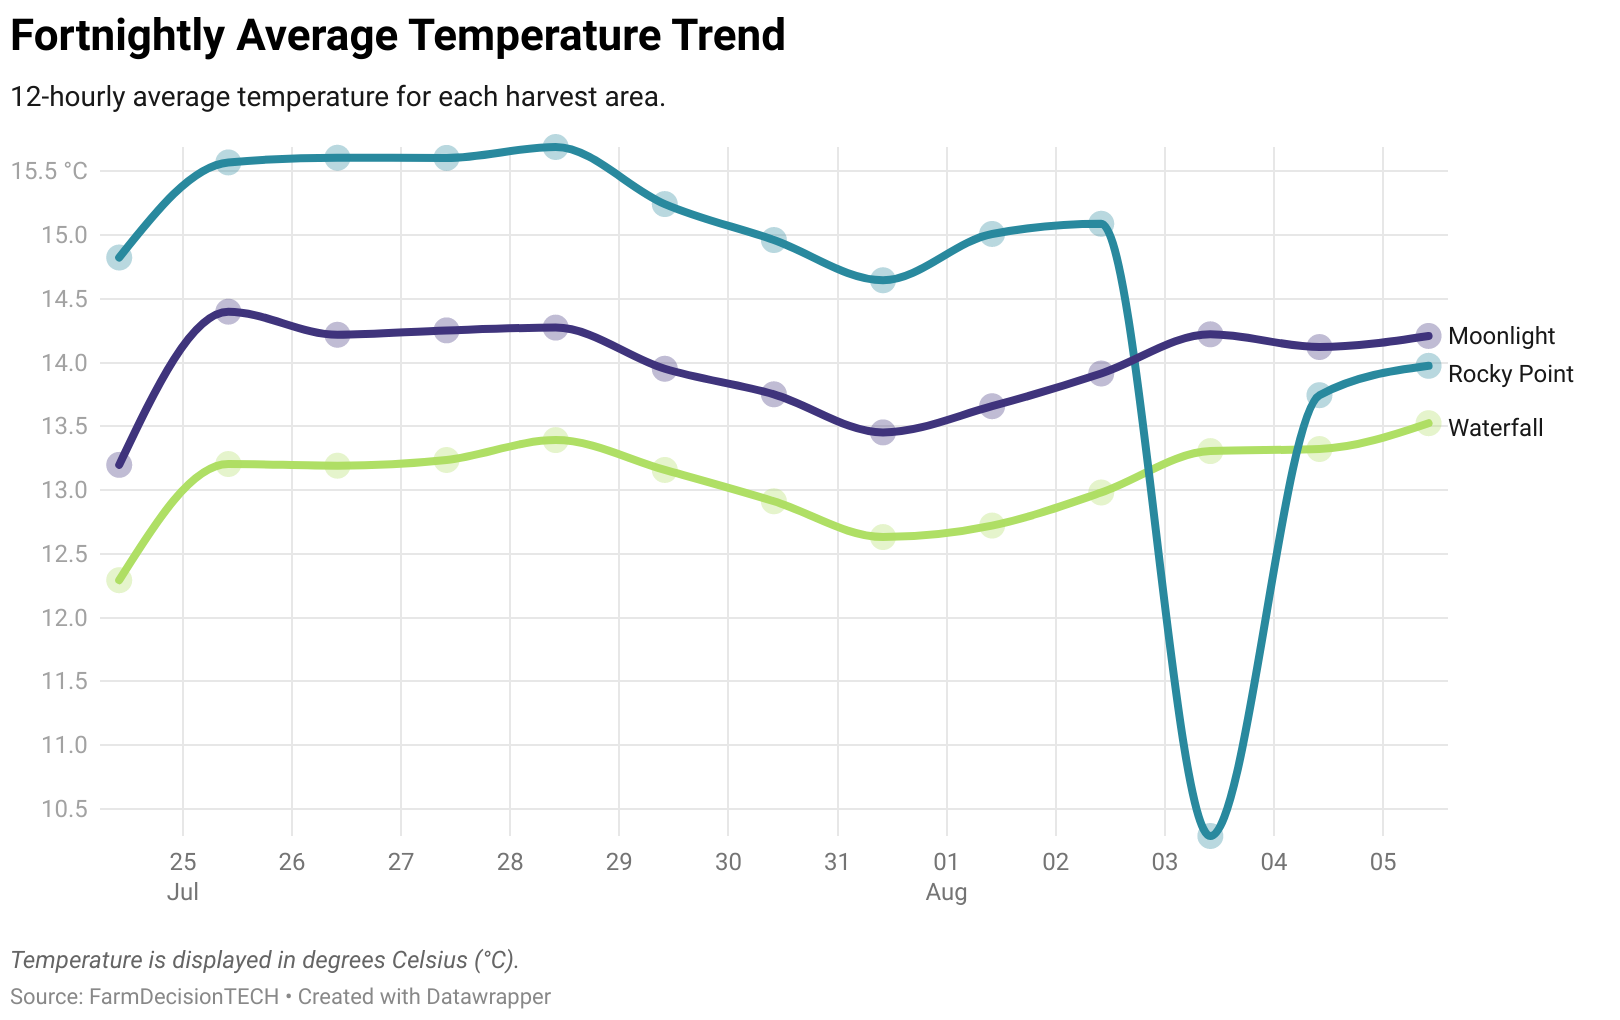 Fortnightly Average Temperature Trend
12-hourly average temperature for each harvest area.
15.5 °C
15.0
14.5
14.0
13.5
13.0
12.5
12.0
11.5
11.0
10.5
Moonlight
Rocky Point
Waterfall
25 26 27 28 29 30 31 01 02 03 04 05
Jul Aug
Temperature is displayed in degrees Celsius (°C).
Source: FarmDecisionTECH • Created with Datawrapper